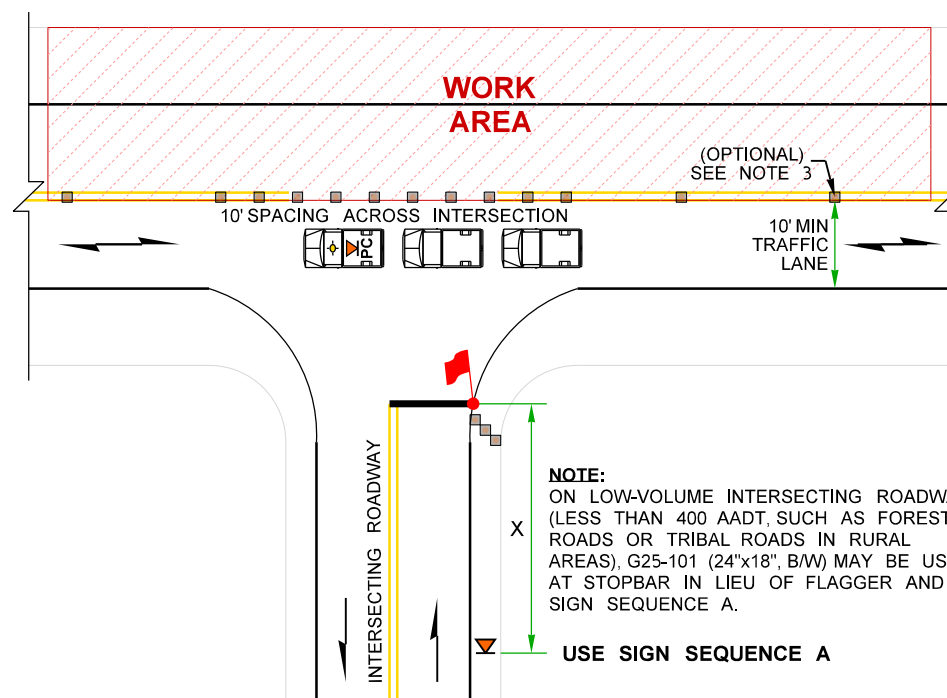 WORK
AREA
(OPTIONAL)
SEE NOTE 3
10' SPACING ACROSS INTERSECTION
10' MIN
TRAFFIC
LANE
PC
INTERSECTING ROADWAY
X
NOTE:
ON LOW-VOLUME INTERSECTING
(LESS THAN 400 AADT, SUCH AS FOREST
ROADS OR TRIBAL ROADS IN RURAL
AREAS), G25-101 (24"x18", B/W) MAY BE
AT STOPBAR IN LIEU OF FLAGGER AND
SIGN SEQUENCE A.
USE SIGN SEQUENCE A